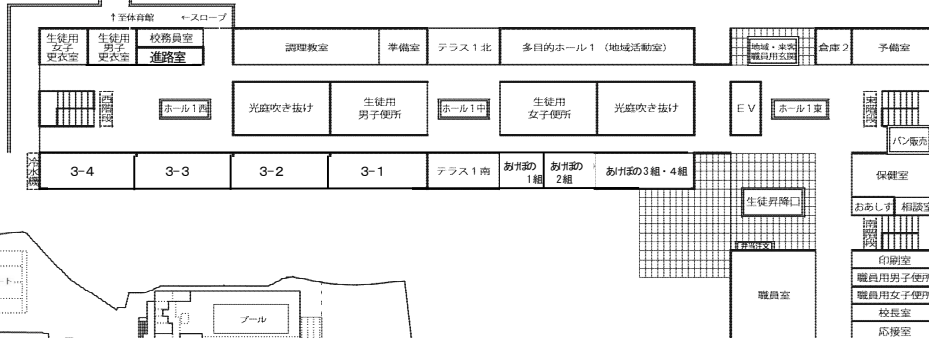 ↑至体育館 ←スロープ
生徒用
女子
更衣室
生徒用
男子
更衣室
校務員室
進路室
調理教室
準備室
テラス1北
多目的ホール1（地域活動室）
地域・来客
職員用玄関
倉庫2
予備室
西階段
ホール1西
光庭吹き抜け
生徒用
男子便所
ホール1中
生徒用
女子便所
光庭吹き抜け
EV
ホール1東
東階段
パン販売
冷水機
3-4
3-3
3-2
3-1
テラス1南
あけぼの
1組
あけぼの
2組
あけぼの3組・4組
保健室
生徒昇降口
おあしす
相談室
南階段
印刷室
職員用男子便所
職員用女子便所
校長室
応接室
職員室
プール
ート